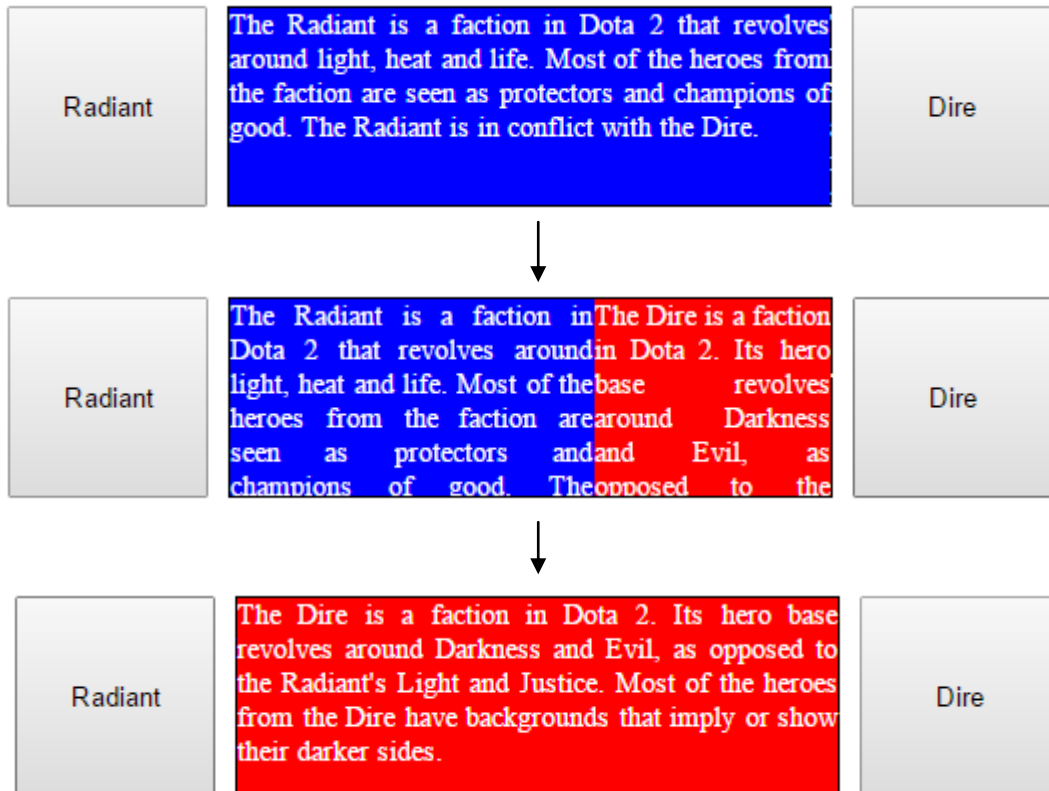 Radiant
The Radiant is a faction in Dota 2 that revolves
around light, heat and life. Most of the heroes from
the faction are seen as protectors and champions of
good. The Radiant is in conflict with the Dire.
Dire
Radiant
The Radiant is a faction in
Dota 2 that revolves around
light, heat and life. Most of the
heroes from the faction are
seen as protectors and
champions of good. The
The Dire is a faction
in Dota 2. Its hero
base revolves
around Darkness
and Evil, as
opposed to the
Dire
Radiant
The Dire is a faction in Dota 2. Its hero base
revolves around Darkness and Evil, as opposed to
the Radiant's Light and Justice. Most of the heroes
from the Dire have backgrounds that imply or show
their darker sides.
Dire